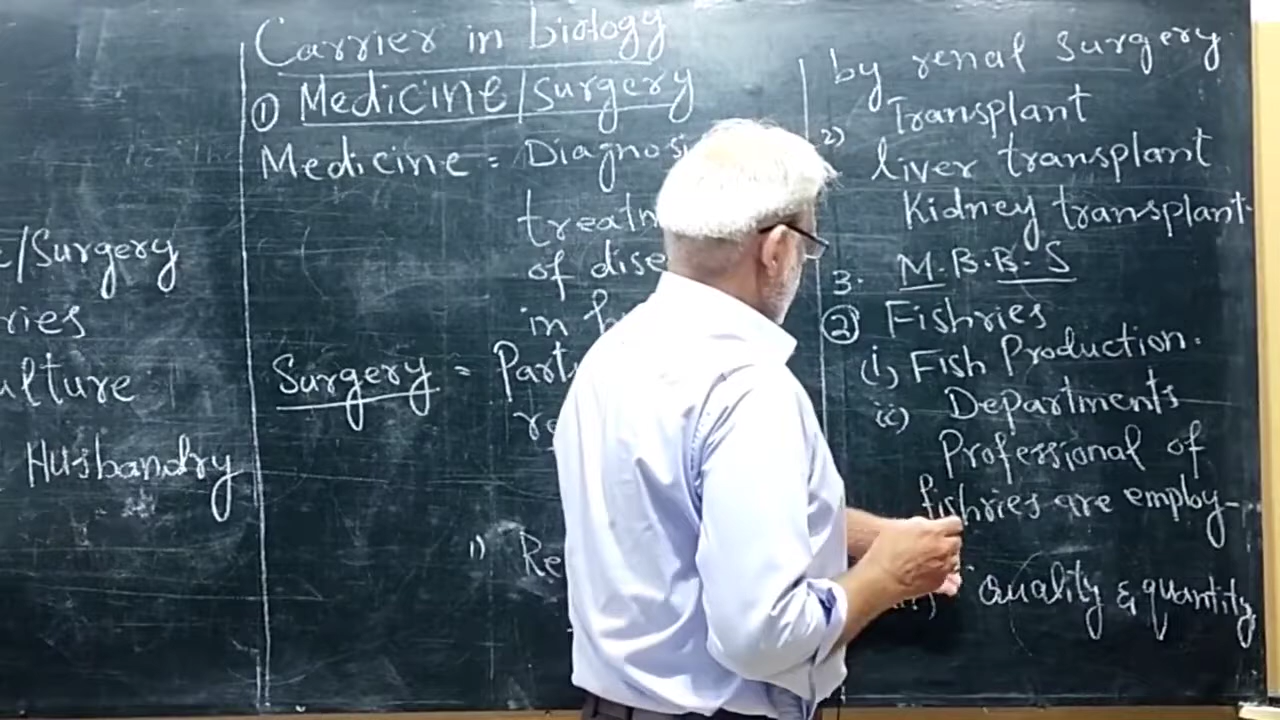 /Surgery
Husbandry
Carrier in biology
① Medicine/surgery
Medicine = Diagnosi
treatm
of dise
in h
Surgery = Part
re
1) Re
by renal surgery
Transplant
2) liver transplant
Kidney transplant.
3. M.B.B.S
② Fishries
(i) Fish Production.
ii) Departments
Professional of
fishries are employ-
Quality & quantity